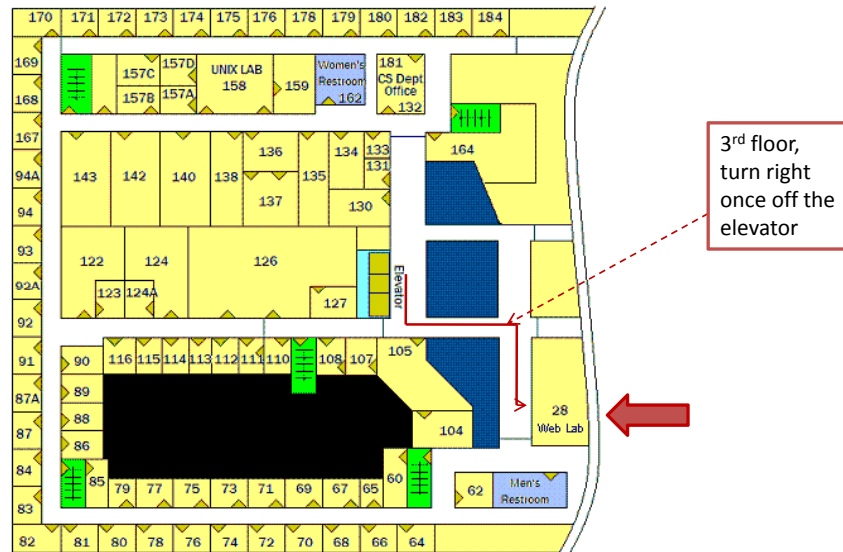 170 171 172 173 174 175 176 178 179 180 182 183 184
169
168
167
94A
94
93
92A
92
91
87A
87
84
83
82 81 80 78 76 74 72 70 68 66 64
157C
157D
157B
157A
UNIX LAB
158
159
Women's
Restroom
162
181
CS Dept.
Office
132
143
142
140
138
136
137
135
134
133
131
130
164
122
123
124
124A
126
127
Elevator
90
89
88
86
85
116 115 114 113 112 111 110 108 107 105
104
60
79 77 75 73 71 69 67 65
62
Men's
Restroom
28
Web Lab
3rd floor,
turn right
once off the
elevator